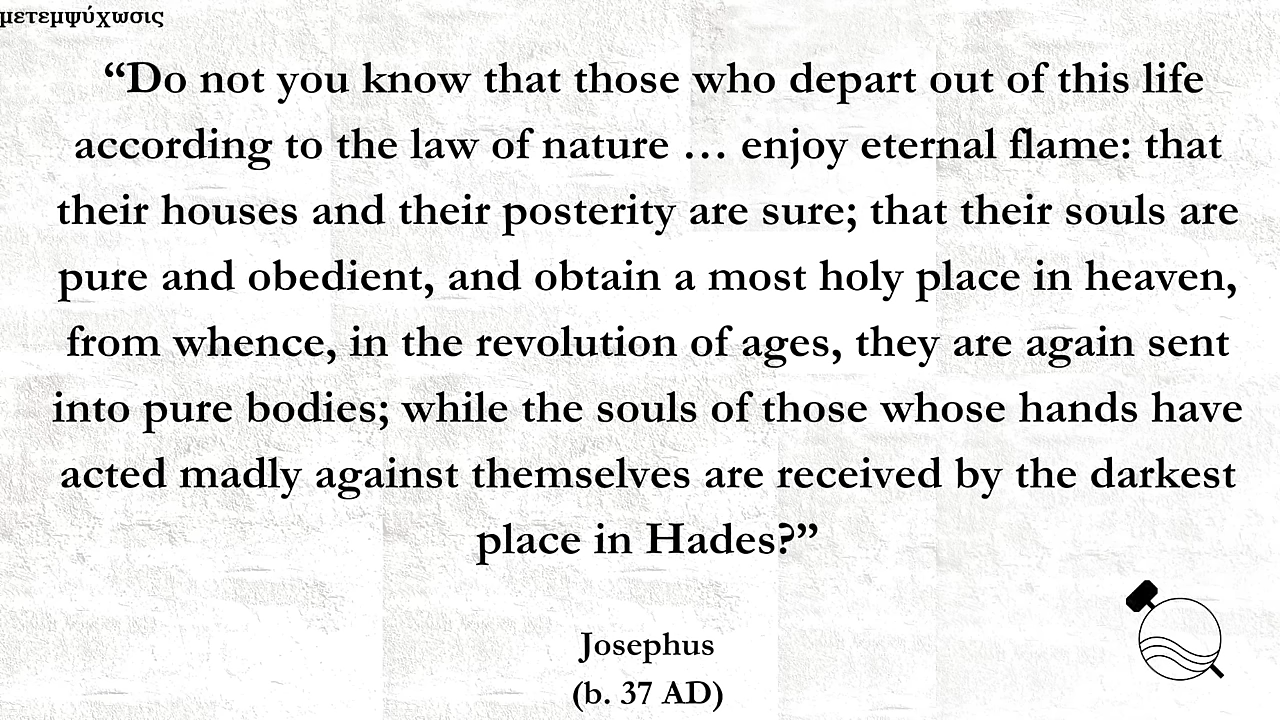 μετεμψύχωσις
“Do not you know that those who depart out of this life
according to the law of nature … enjoy eternal flame: that
their houses and their posterity are sure; that their souls are
pure and obedient, and obtain a most holy place in heaven,
from whence, in the revolution of ages, they are again sent
into pure bodies; while the souls of those whose hands have
acted madly against themselves are received by the darkest
place in Hades?”
Josephus
(b. 37 AD)